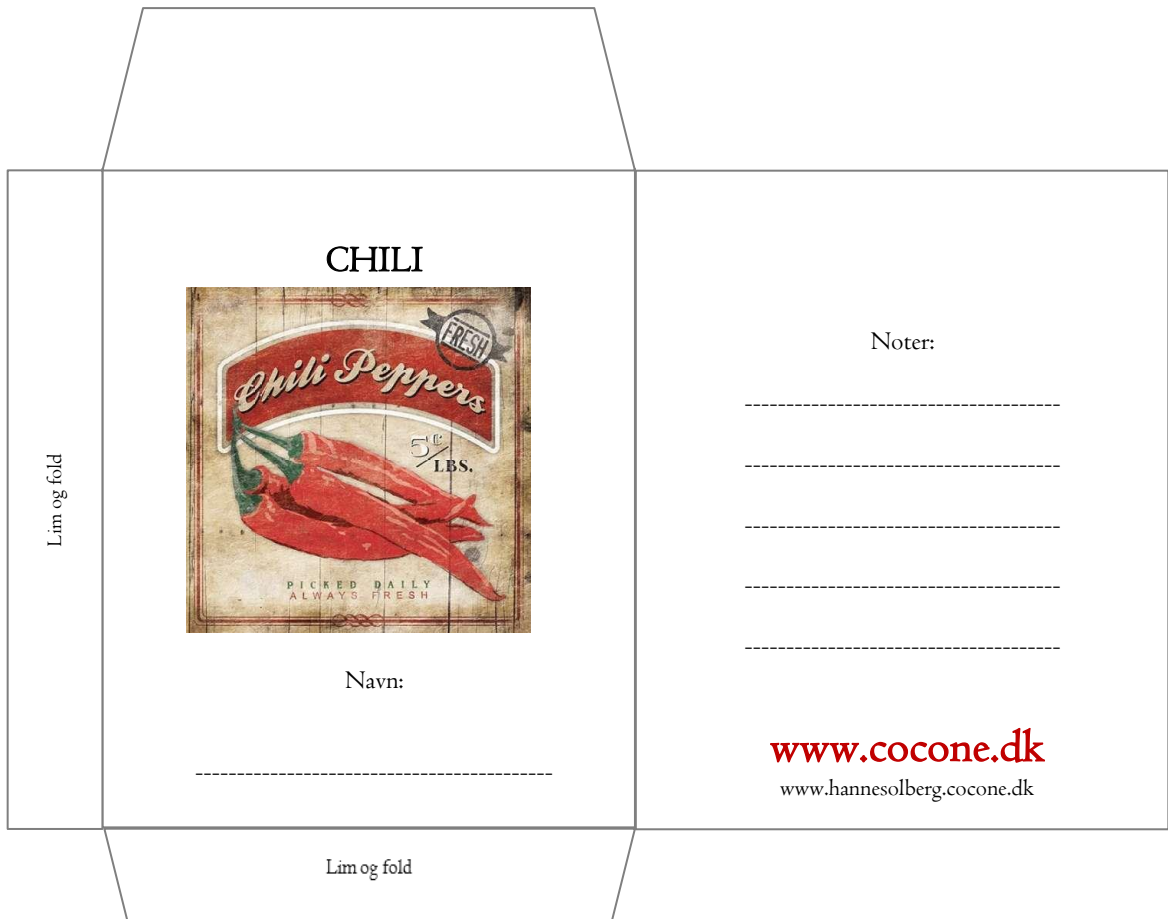 CHILI
FRESH
Chili Peppers
5¢/LBS.
PICKED DAILY
ALWAYS FRESH
Lim og fold
Navn:
Lim og fold
Noter:
www.cocone.dk
www.hannesolberg.cocone.dk